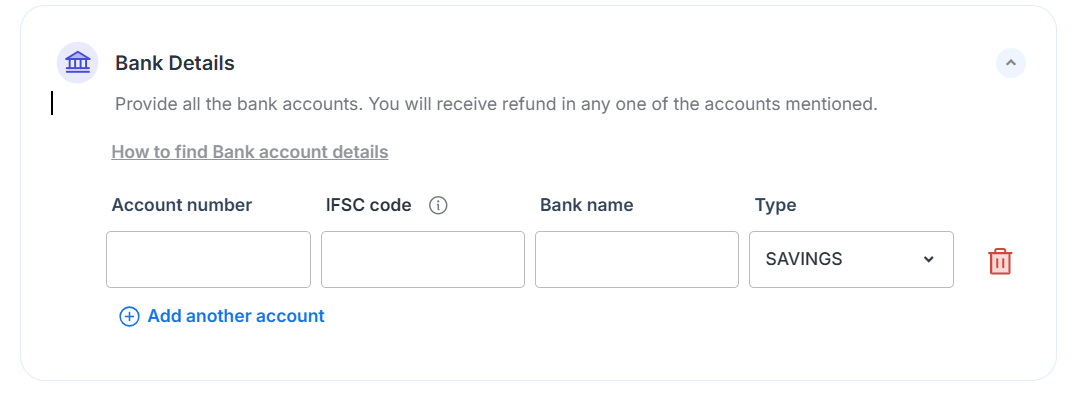 Bank Details
Provide all the bank accounts. You will receive refund in any one of the accounts mentioned.
How to find Bank account details
Account number IFSC code Bank name Type
SAVINGS
Add another account